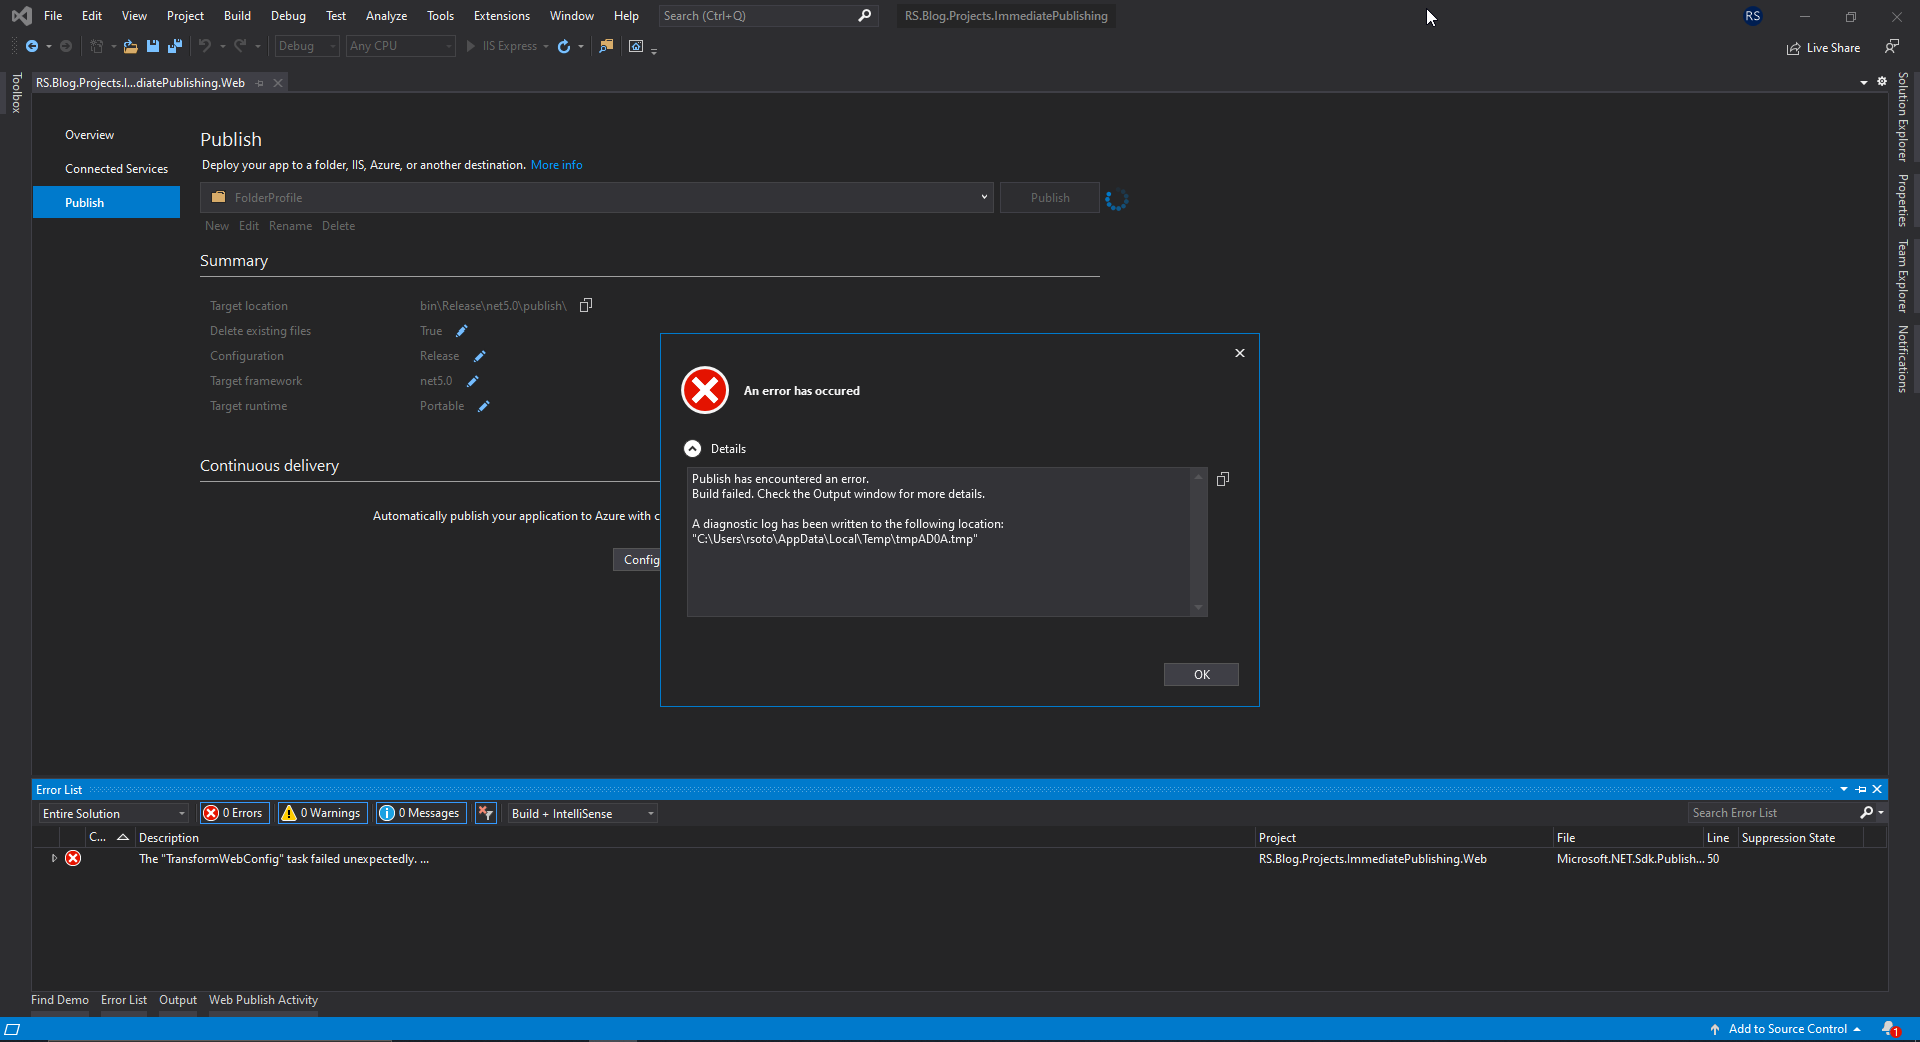 File Edit View Project Build Debug Test Analyze Tools Extensions Window Help Search (Ctrl+Q) RS.Blog.Projects.ImmediatePublishing RS
Debug Any CPU IIS Express Live Share
Toolbox
RS.Blog.Projects.I...diatePublishing.Web
Solution Explorer
Properties
Team Explorer
Notifications
Overview
Connected Services
Publish
Publish
Deploy your app to a folder, IIS, Azure, or another destination. More info
FolderProfile Publish
New Edit Rename Delete
Summary
Target location bin\Release\net5.0\publish\
Delete existing files True
Configuration Release
Target framework net5.0
Target runtime Portable
Continuous delivery
Automatically publish your application to Azure with c
Config
An error has occured
Details
Publish has encountered an error.
Build failed. Check the Output window for more details.
A diagnostic log has been written to the following location:
"C:\Users\rsoto\AppData\Local\Temp\tmpAD0A.tmp"
OK
Error List
Entire Solution 0 Errors 0 Warnings 0 Messages Build + IntelliSense Search Error List
C... Description Project File Line Suppression State
The "TransformWebConfig" task failed unexpectedly. ... RS.Blog.Projects.ImmediatePublishing.Web Microsoft.NET.Sdk.Publish... 50
Find Demo Error List Output Web Publish Activity
Add to Source Control 1